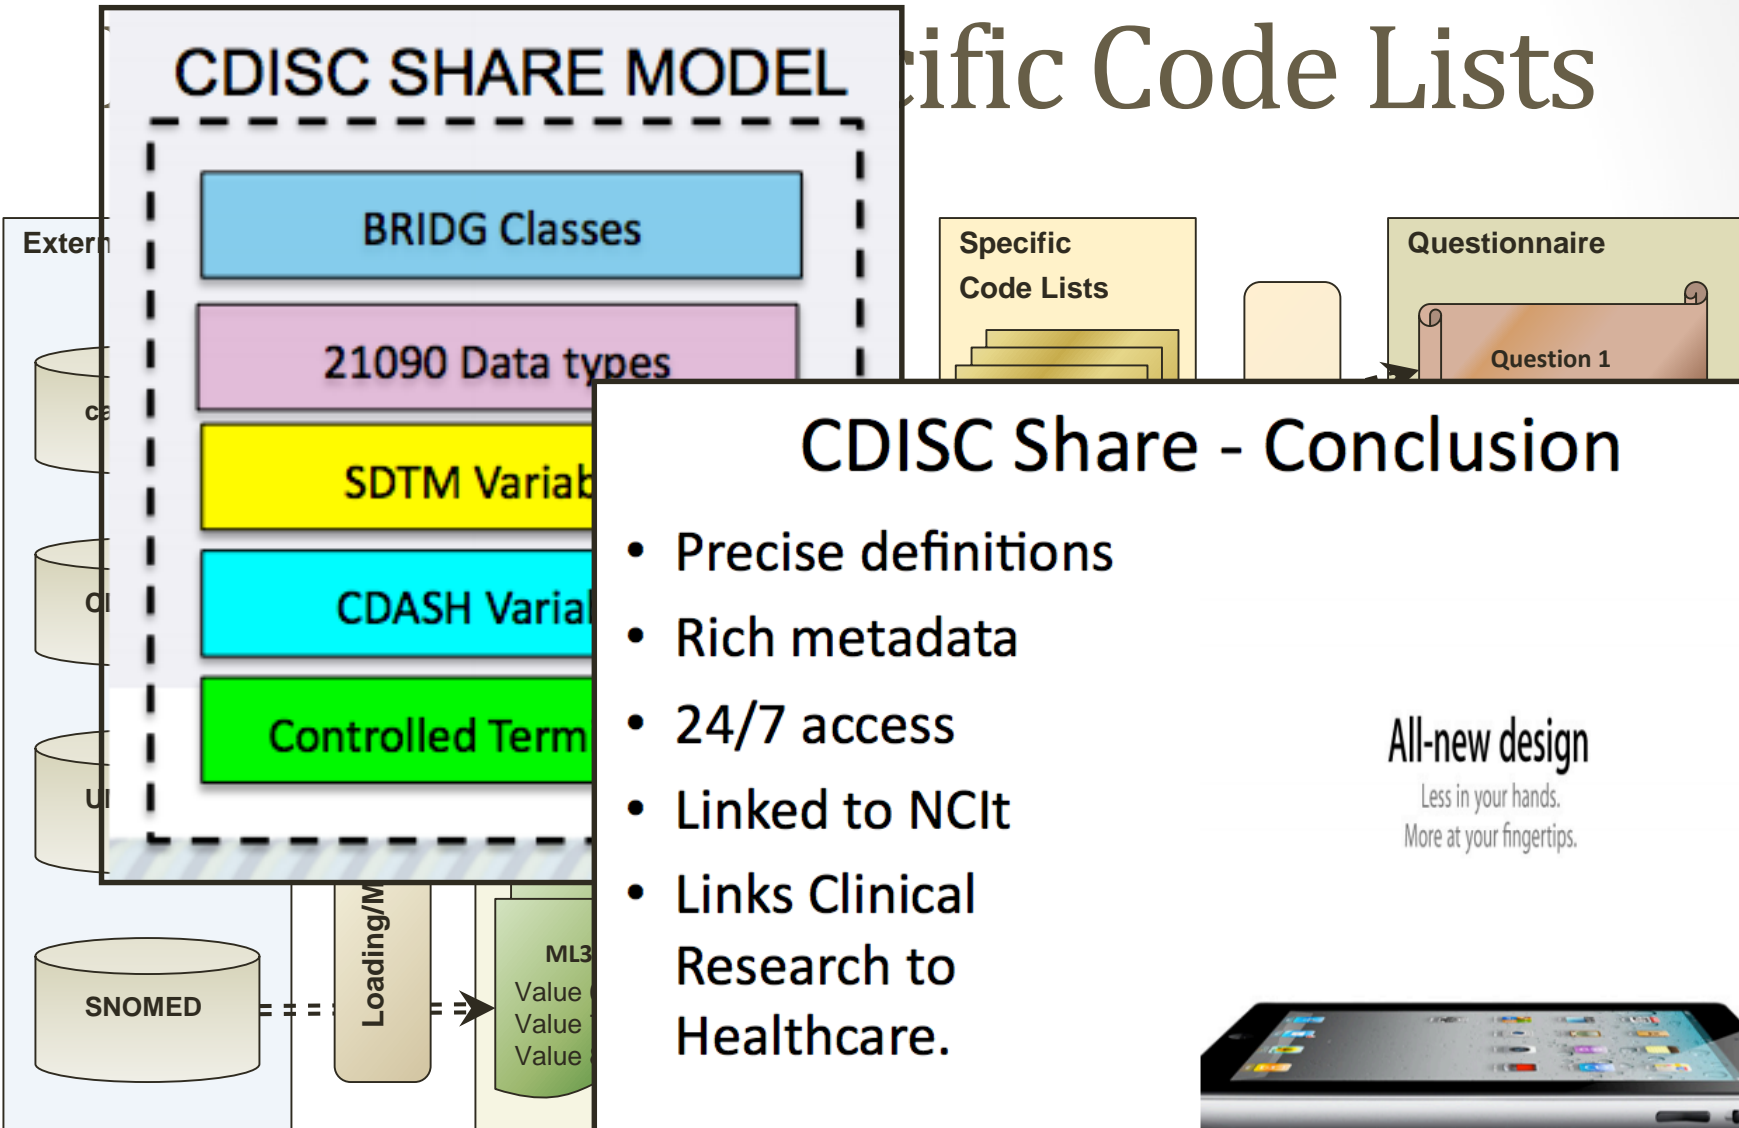 CDISC SHARE MODEL
ific Code Lists
BRIDG Classes
21090 Data types
SDTM Variab
CDASH Varia
Controlled Term
Extern
Specific
Code Lists
Questionnaire
Question 1
CDISC Share - Conclusion
• Precise definitions
• Rich metadata
• 24/7 access
• Linked to NCIt
• Links Clinical
Research to
Healthcare.
All-new design
Less in your hands.
More at your fingertips.
SNOMED
Loading/M
ML3
Value
Value
Value